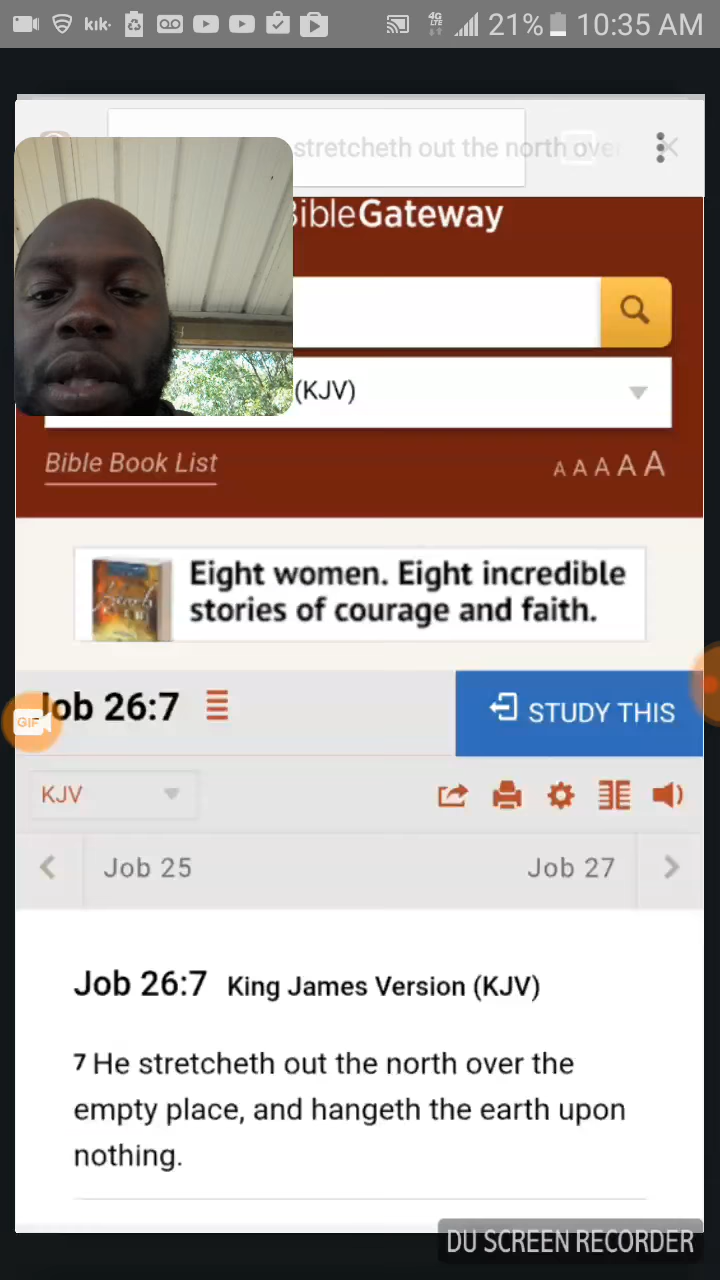 kik.
4G
LTE
21%
10:35 AM
stretcheth out the north over
BibleGateway
(KJV)
Bible Book List
A A A A A
Eight women. Eight incredible
stories of courage and faith.
Job 26:7
STUDY THIS
GIF
KJV
Job 25
Job 27
Job 26:7 King James Version (KJV)
7 He stretcheth out the north over the
empty place, and hangeth the earth upon
nothing.
DU SCREEN RECORDER